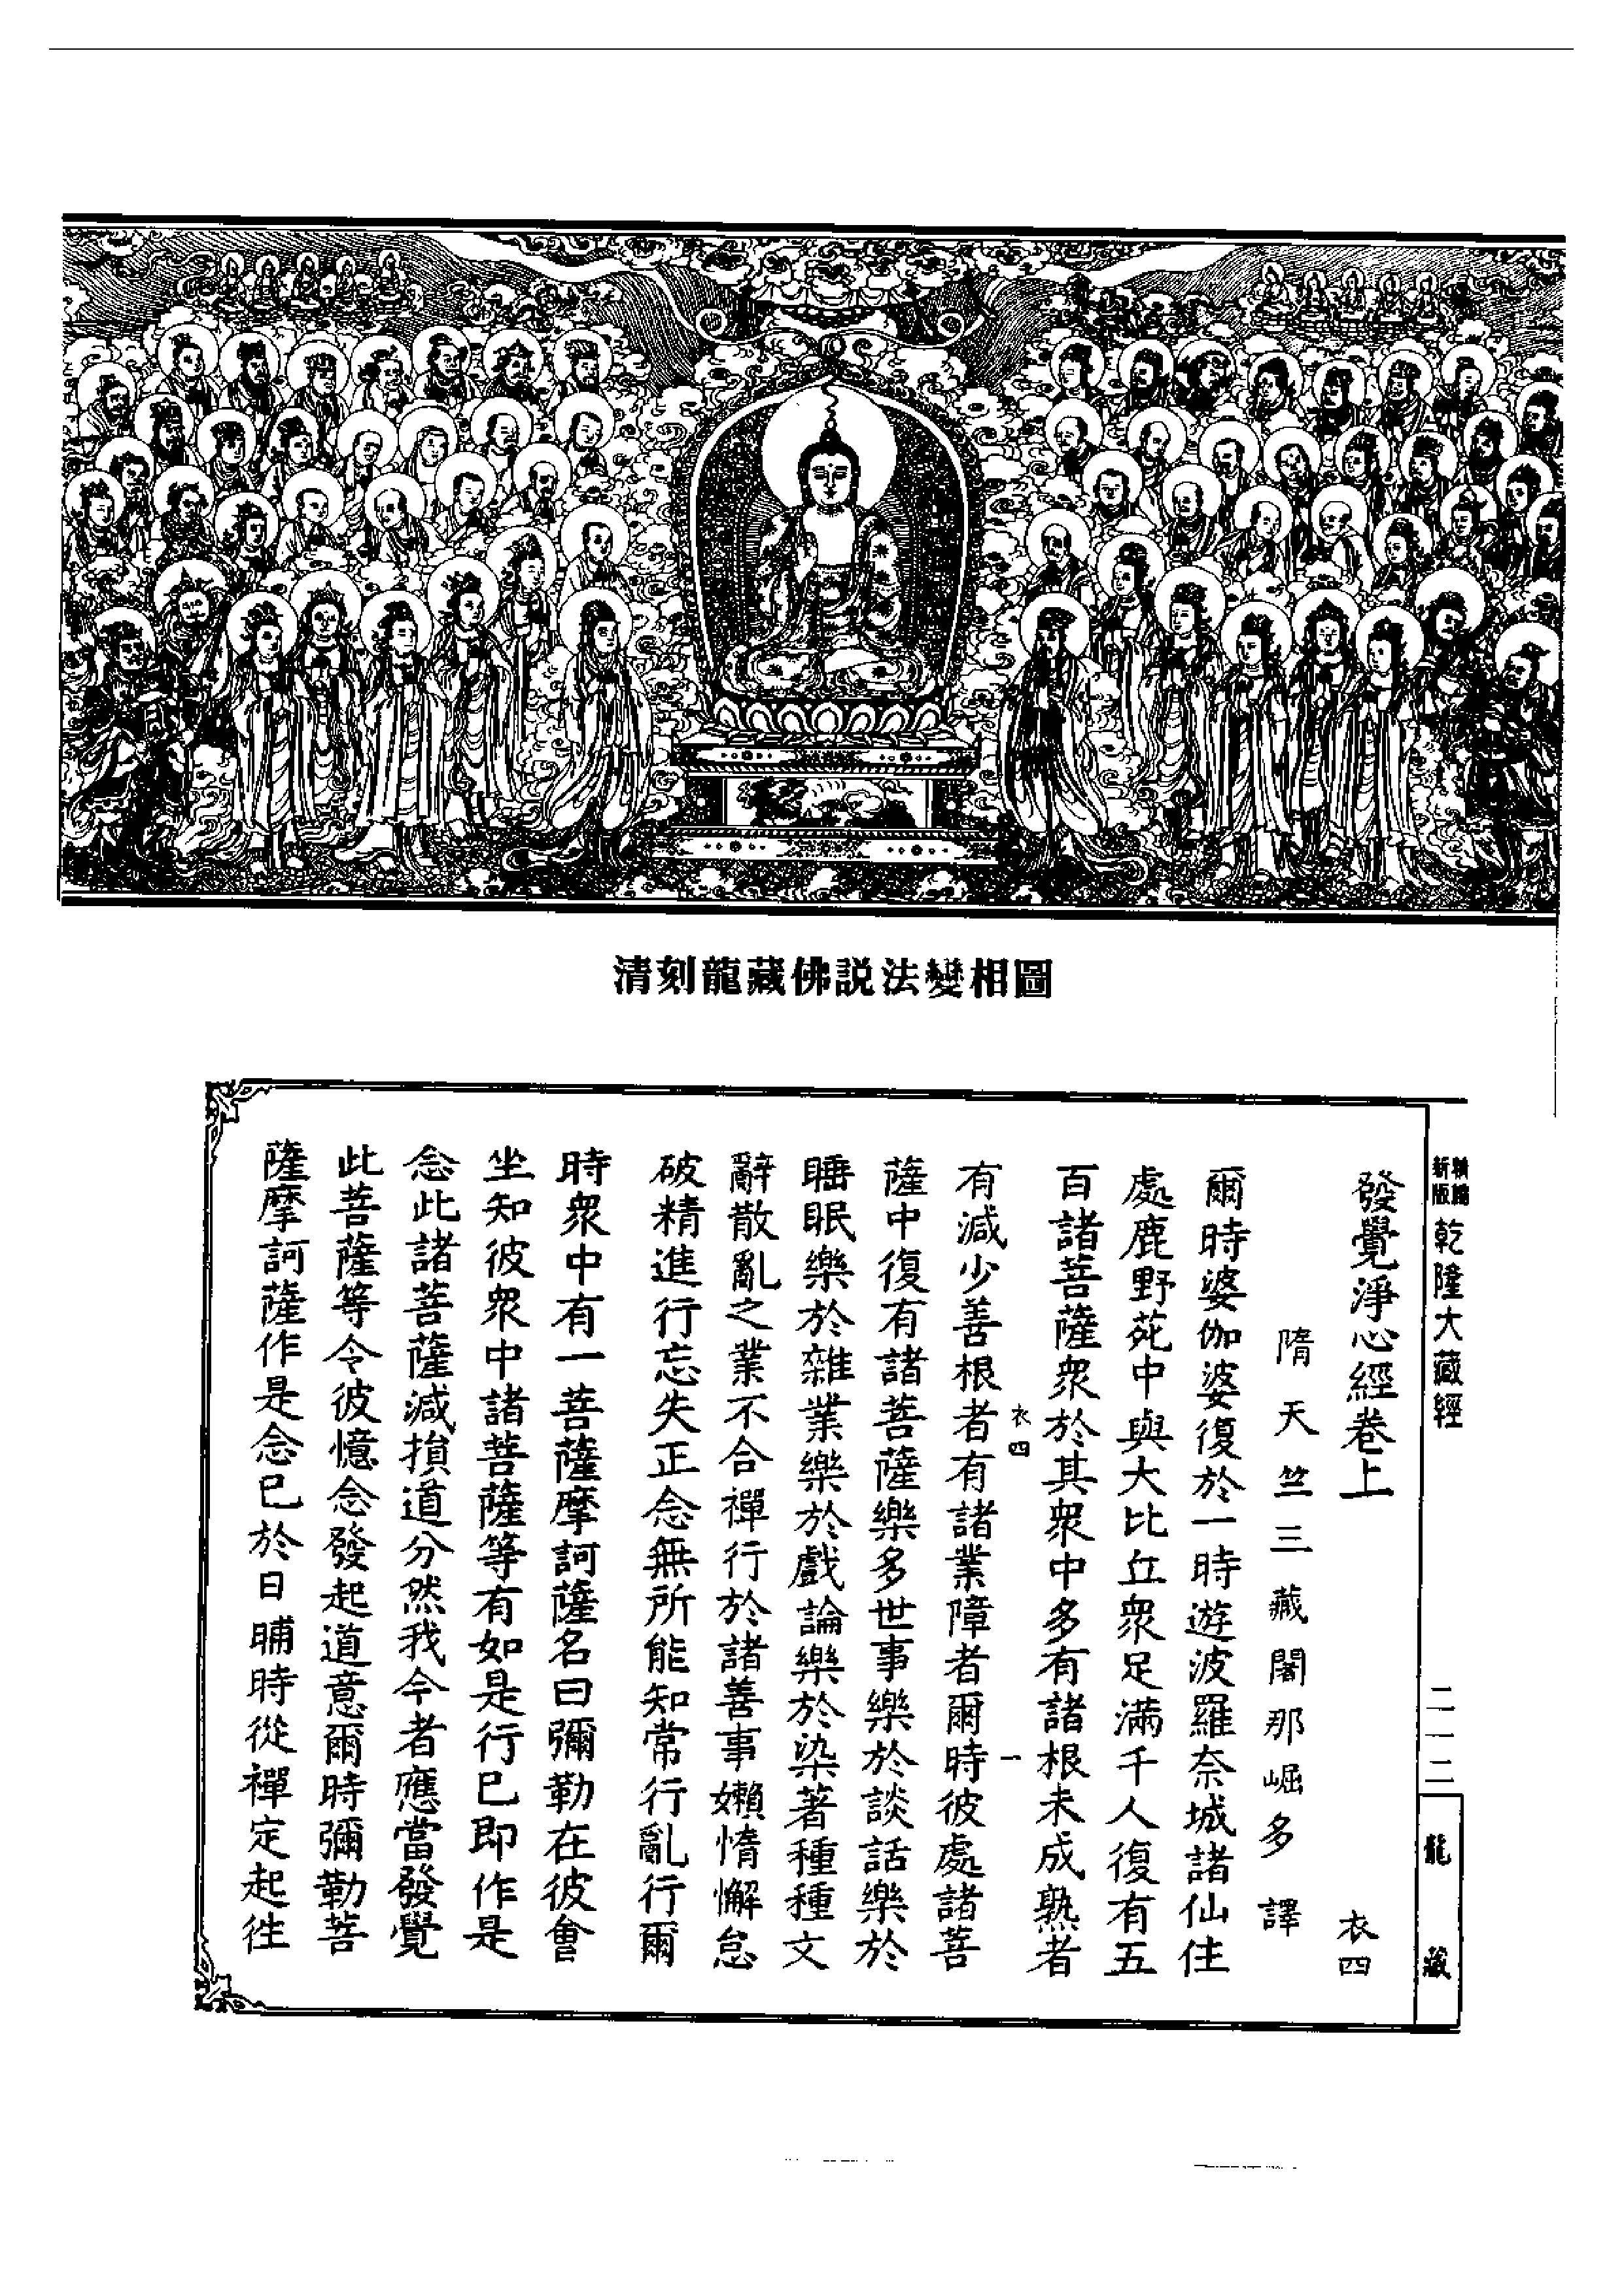 清刻龍藏佛説法變相圖
新版
精縮
乾隆大藏經
二一二
龍藏
發覺淨心經卷上
衣四
隋天竺三藏闍那崛多譯
爾時婆伽婆復於一時遊波羅奈城諸仙住
處鹿野苑中與大比丘衆足滿千人復有五
百諸菩薩衆於其衆中多有諸根未成熟者
衣四
一
有減少善根者有諸業障者爾時彼處諸菩
薩中復有諸菩薩樂多世事樂於談話樂於
睡眠樂於雜業樂於戲論樂於染著種種文
辭散亂之業不合禪行於諸善事嬾惰懈怠
破精進行忘失正念無所能知常行亂行爾
時衆中有一菩薩摩訶薩名曰彌勒在彼會
坐知彼衆中諸菩薩等有如是行已即作是
念此諸菩薩減損道分然我今者應當發覺
此菩薩等令彼憶念發起道意爾時彌勒菩
薩摩訶薩作是念已於日晡時從禪定起往